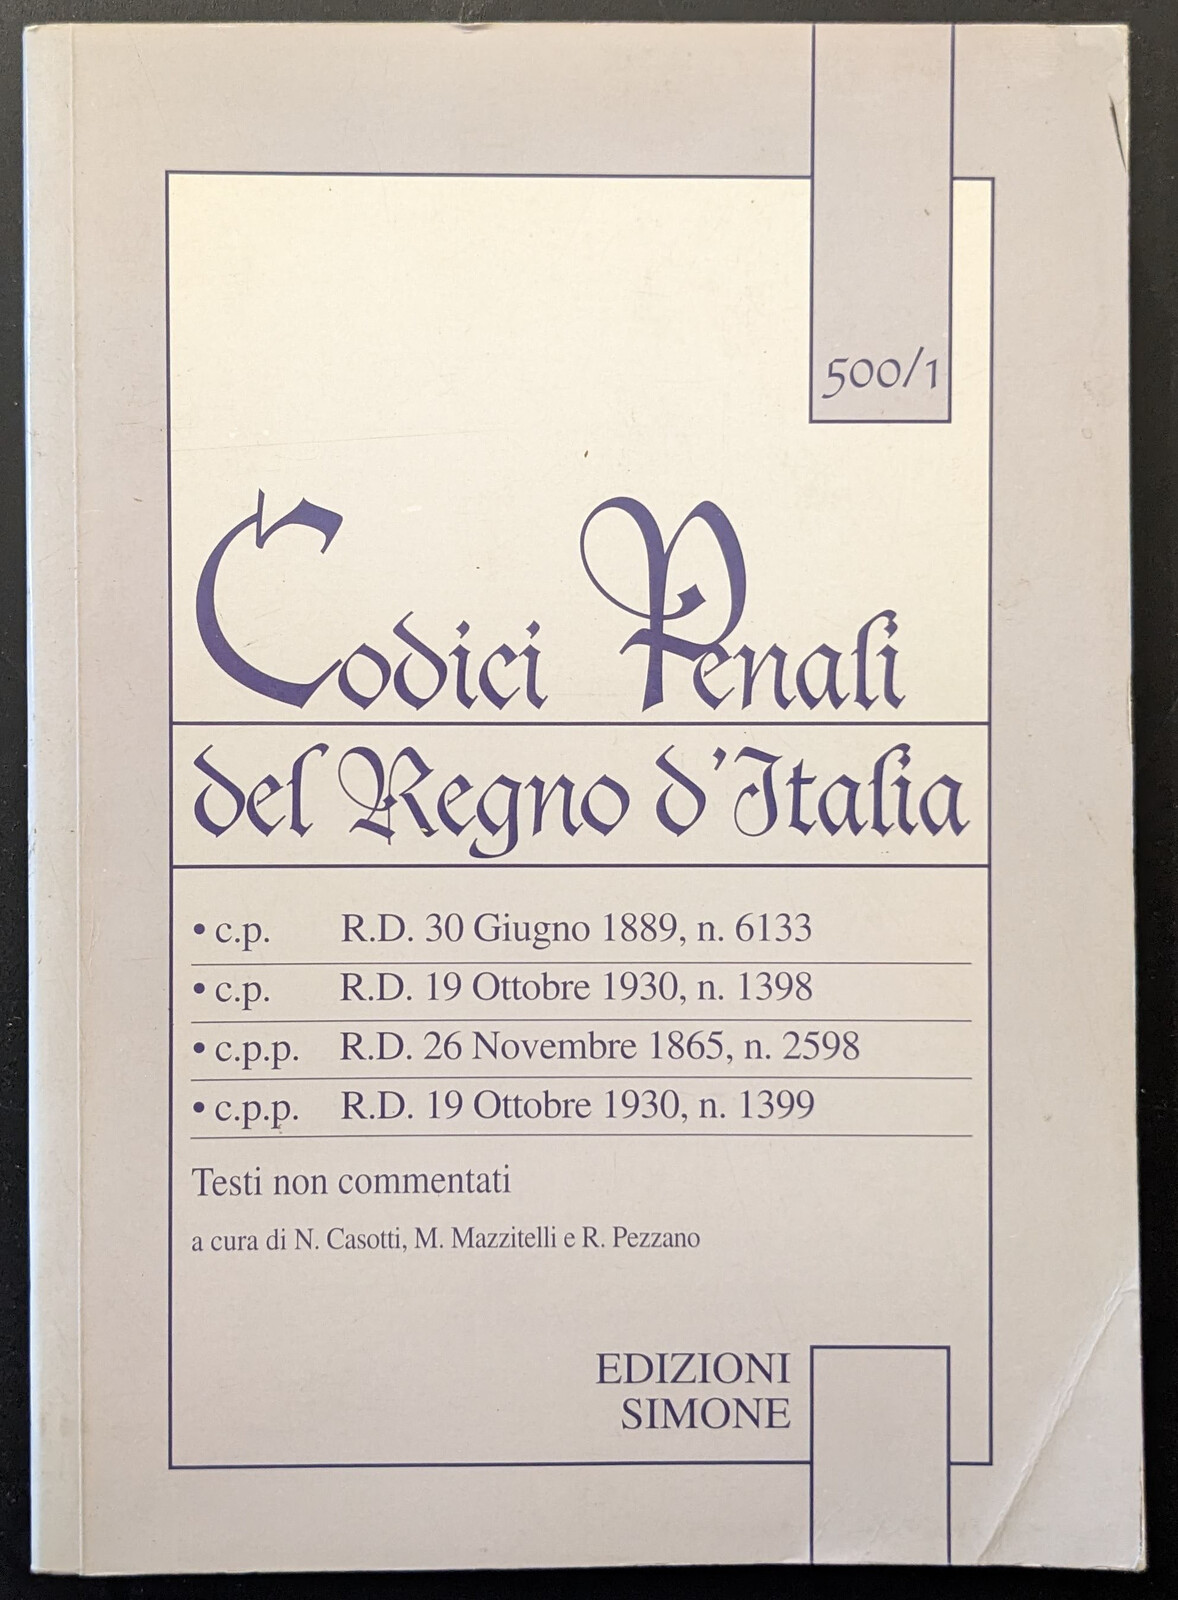 500/1
Codici Penali
del Regno d'Italia
• c.p. R.D. 30 Giugno 1889, n. 6133
• c.p. R.D. 19 Ottobre 1930, n. 1398
• c.p.p. R.D. 26 Novembre 1865, n. 2598
• c.p.p. R.D. 19 Ottobre 1930, n. 1399
Testi non commentati
a cura di N. Casotti, M. Mazzitelli e R. Pezzano
EDIZIONI
SIMONE